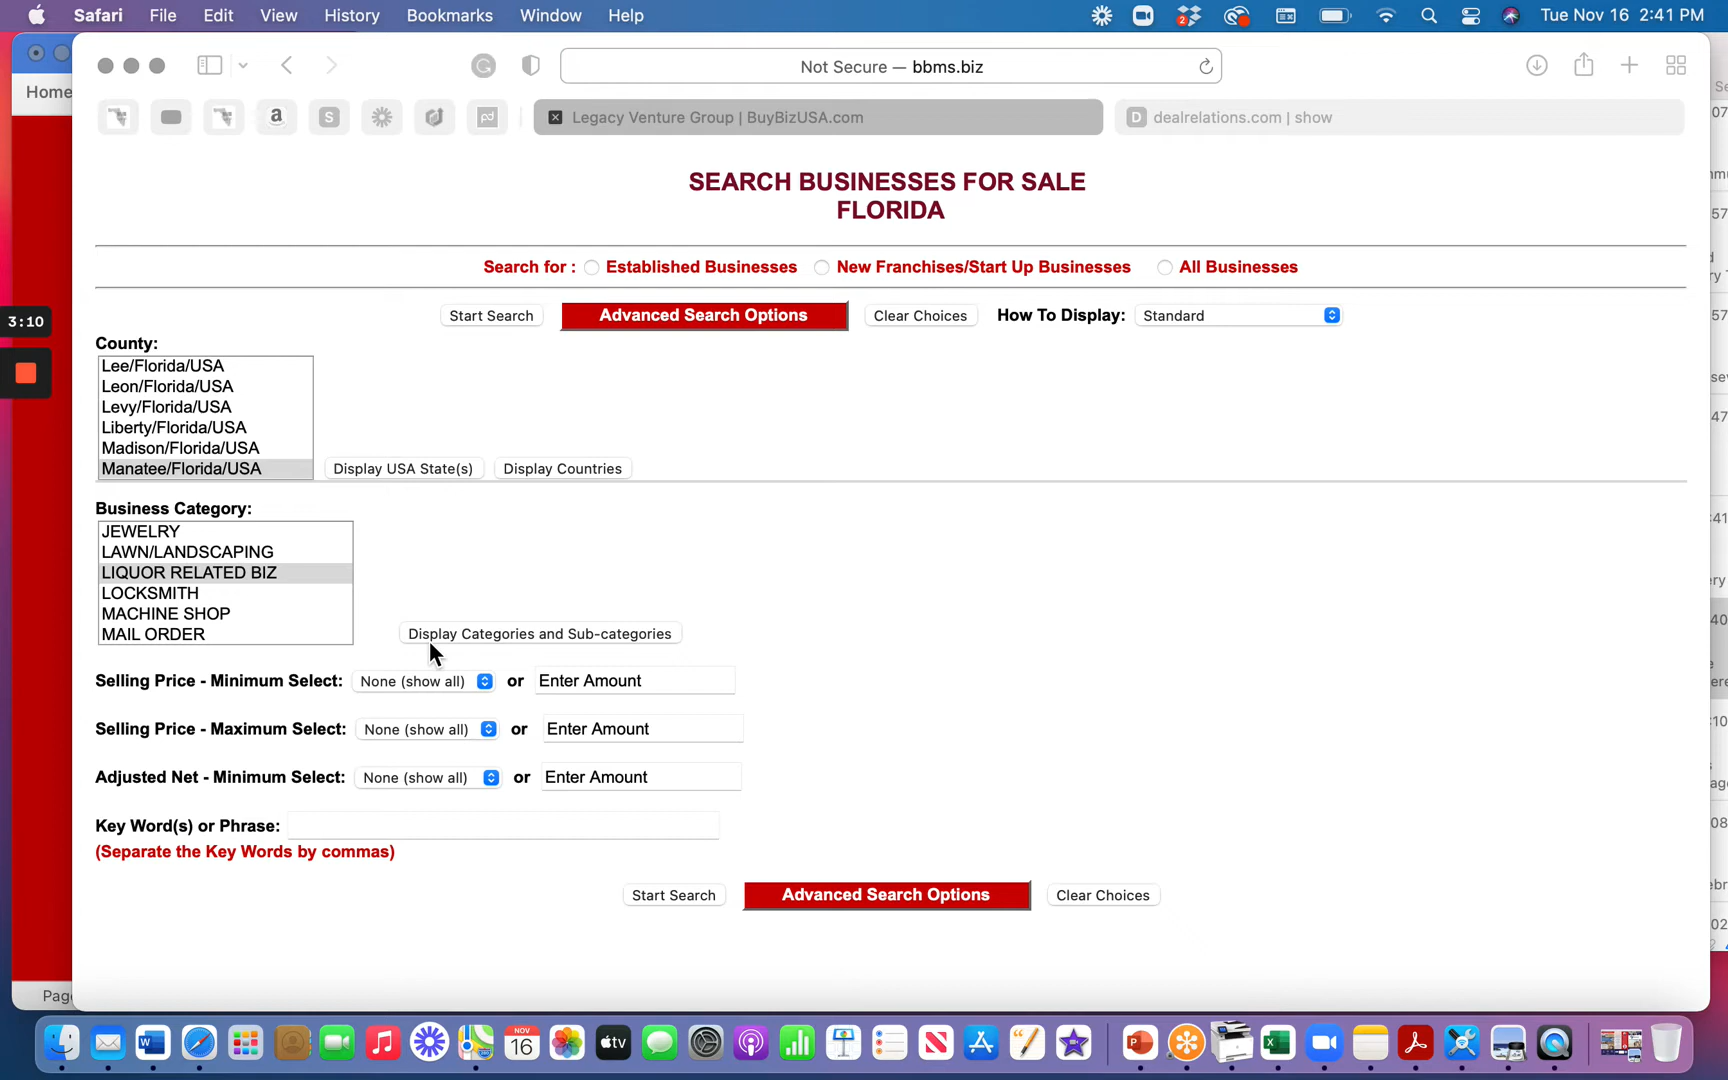 Safari File Edit View History Bookmarks Window Help Tue Nov 16 2:41 PM
Not Secure — bbms.biz
Home
Legacy Venture Group | BuyBizUSA.com
dealrelations.com | show
SEARCH BUSINESSES FOR SALE
FLORIDA
Search for : Established Businesses New Franchises/Start Up Businesses All Businesses
3:10
Start Search Advanced Search Options Clear Choices How To Display: Standard
County:
Lee/Florida/USA
Leon/Florida/USA
Levy/Florida/USA
Liberty/Florida/USA
Madison/Florida/USA
Manatee/Florida/USA Display USA State(s) Display Countries
Business Category:
JEWELRY
LAWN/LANDSCAPING
LIQUOR RELATED BIZ
LOCKSMITH
MACHINE SHOP
MAIL ORDER
Display Categories and Sub-categories
Selling Price - Minimum Select: None (show all) or Enter Amount
Selling Price - Maximum Select: None (show all) or Enter Amount
Adjusted Net - Minimum Select: None (show all) or Enter Amount
Key Word(s) or Phrase:
(Separate the Key Words by commas)
Start Search Advanced Search Options Clear Choices
Pag
NOV
16
tv